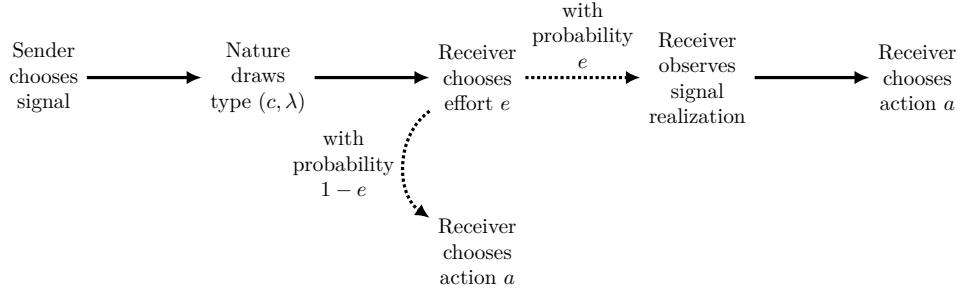 Sender
chooses
signal
Nature
draws
type (c, λ)
Receiver
chooses
effort e
with
probability
e
Receiver
observes
signal
realization
Receiver
chooses
action a
with
probability
1 − e
Receiver
chooses
action a